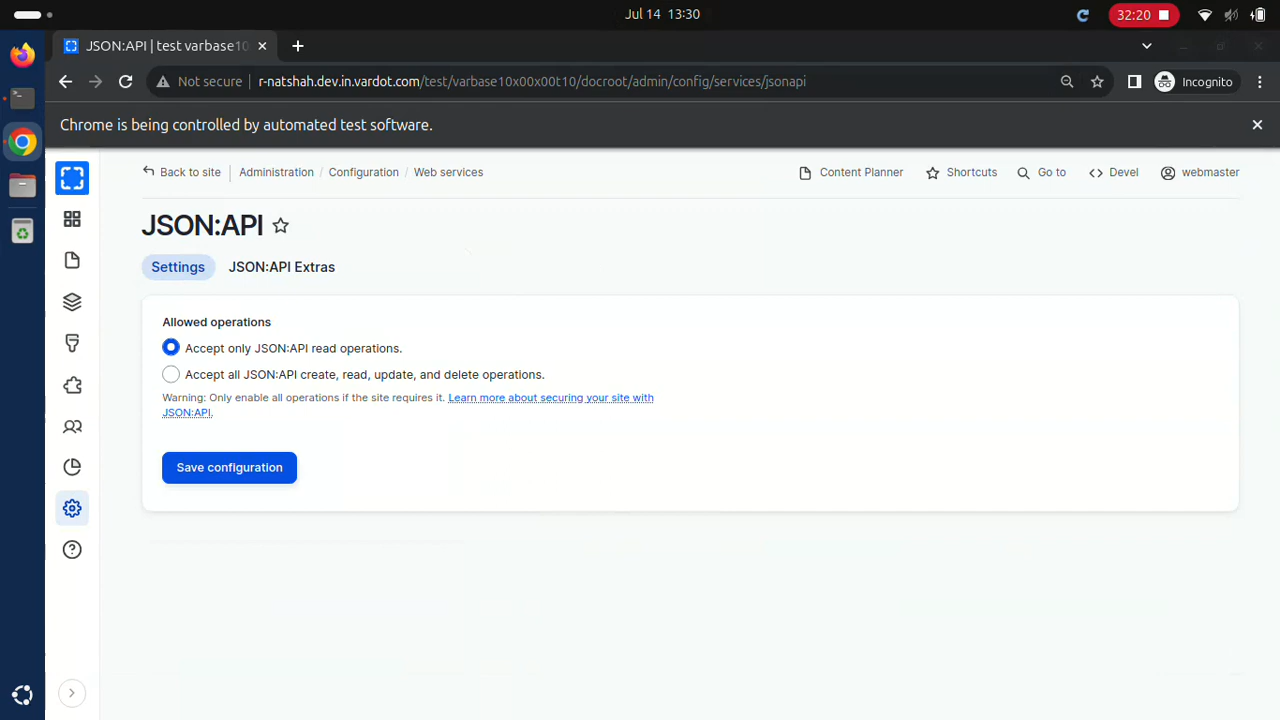 Jul 14 13:30
32:20
JSON:API | test varbase10
Not secure
r-natshah.dev.in.vardot.com/test/varbase10x00x00t10/docroot/admin/config/services/jsonapi
Incognito
Chrome is being controlled by automated test software.
Back to site
Administration / Configuration / Web services
Content Planner
Shortcuts
Go to
Devel
webmaster
JSON:API
Settings
JSON:API Extras
Allowed operations
Accept only JSON:API read operations.
Accept all JSON:API create, read, update, and delete operations.
Warning: Only enable all operations if the site requires it. Learn more about securing your site with
JSON:API.
Save configuration